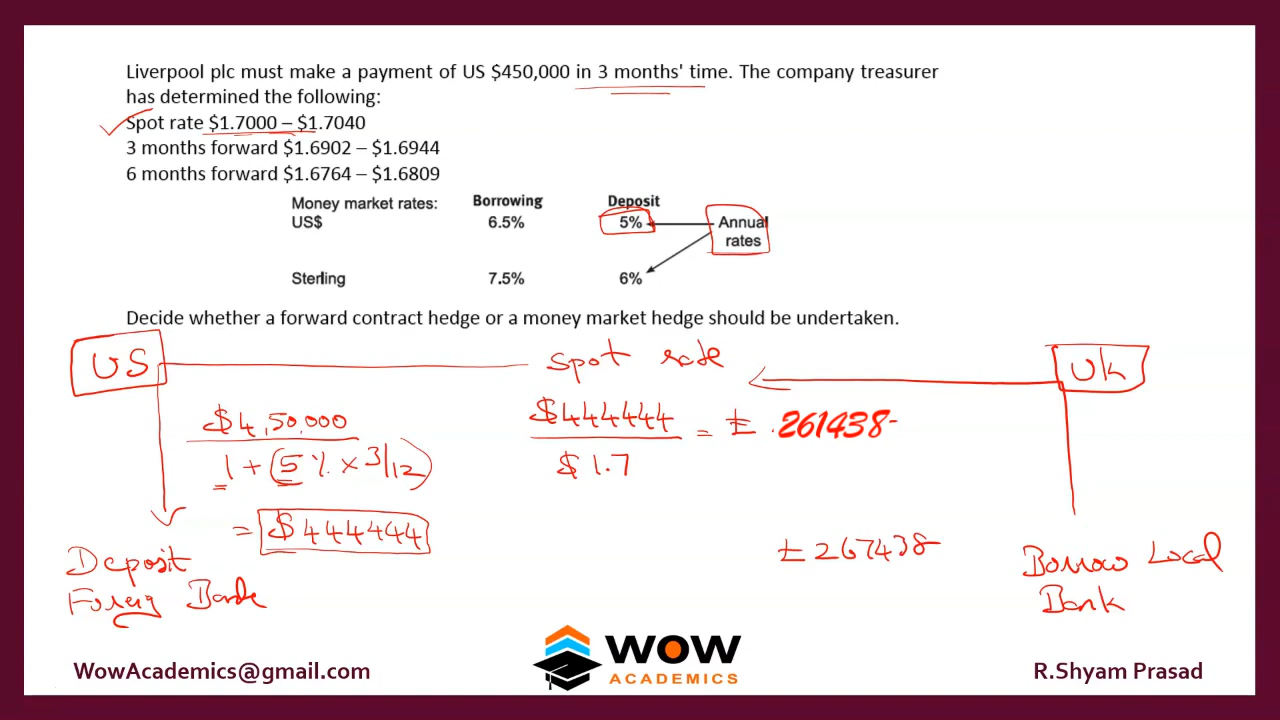 Liverpool plc must make a payment of US $450,000 in 3 months' time. The company treasurer
has determined the following:
Spot rate $1.7000 – $1.7040
3 months forward $1.6902 – $1.6944
6 months forward $1.6764 – $1.6809
Money market rates: Borrowing Deposit
US$ 6.5% 5% Annual
rates
Sterling 7.5% 6%
Decide whether a forward contract hedge or a money market hedge should be undertaken.
US Spot rate UK
$4,50,000
1 + (5% x 3/12)
= $444444
$444444
$1.7
= £ 261438
£267438
Deposit
Foreig Bank
Borrow Local
Bank
WOW
ACADEMICS
WowAcademics@gmail.com
R.Shyam Prasad